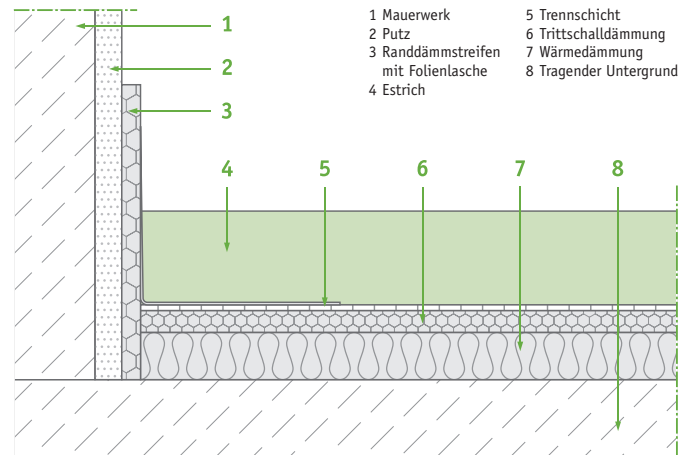 1 Mauerwerk
2 Putz
3 Randdämmstreifen
mit Folienlasche
4 Estrich
5 Trennschicht
6 Trittschalldämmung
7 Wärmedämmung
8 Tragender Untergrund
1
2
3
4 5 6 7 8